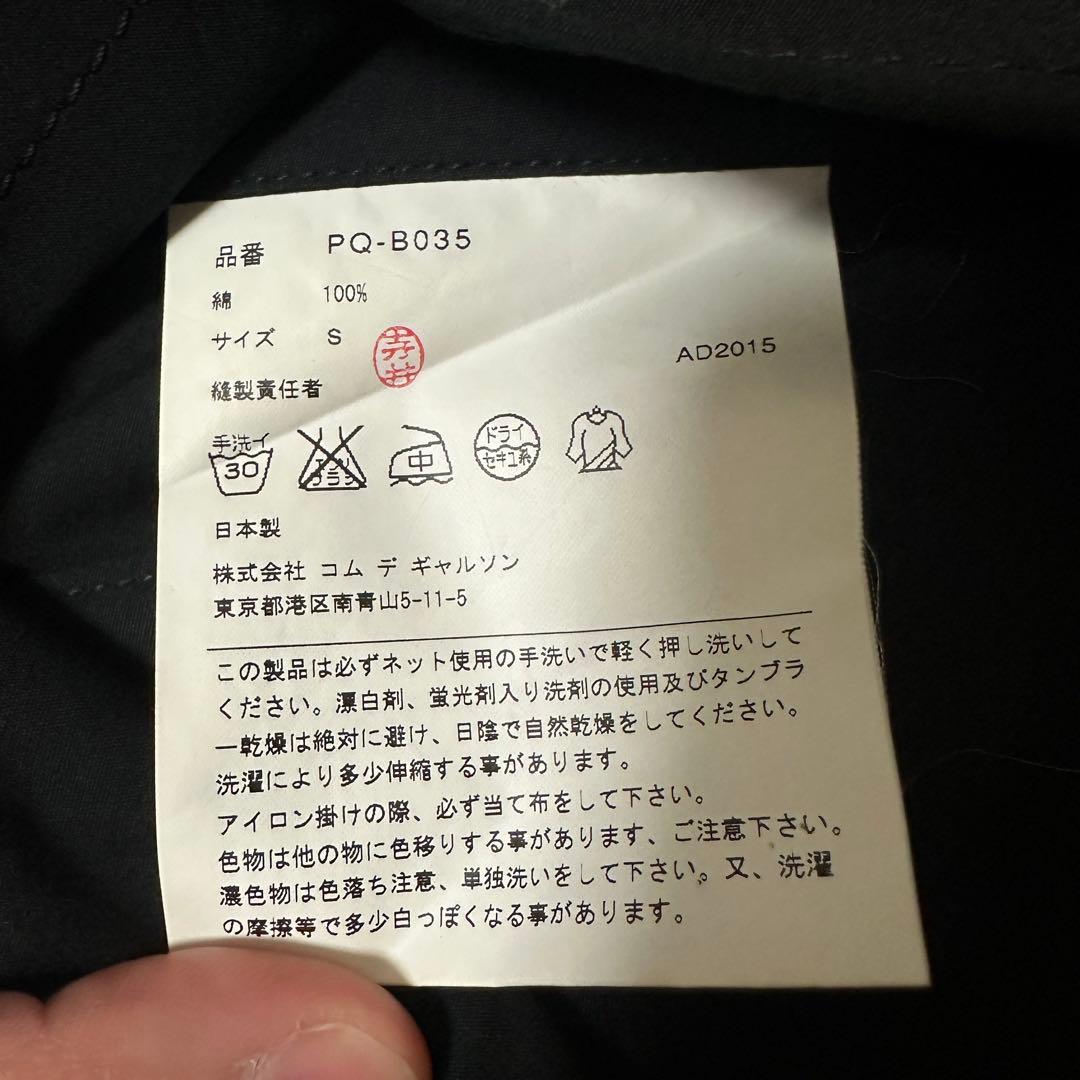 品番 PQ-B035
綿 100%
サイズ S
AD2015
縫製責任者
手洗イ
30
エンソ
サラシ
中
ドライ
セキユ系
日本製
株式会社 コム デ ギャルソン
東京都港区南青山5-11-5
この製品は必ずネット使用の手洗いで軽く押し洗いして
ください。漂白剤、蛍光剤入り洗剤の使用及びタンブラ
ー乾燥は絶対に避け、日陰で自然乾燥をしてください。
洗濯により多少伸縮する事があります。
アイロン掛けの際、必ず当て布をして下さい。
色物は他の物に色移りする事があります、ご注意下さい。
濃色物は色落ち注意、単独洗いをして下さい。又、洗濯
の摩擦等で多少白っぽくなる事があります。